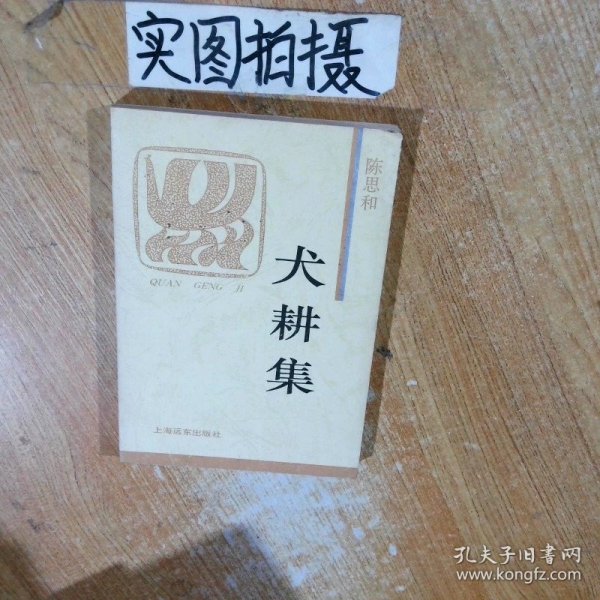 实图拍摄
陈思和
犬耕集
QUAN GENG JI
上海远东出版社
孔夫子旧书网
www.kongfz.com